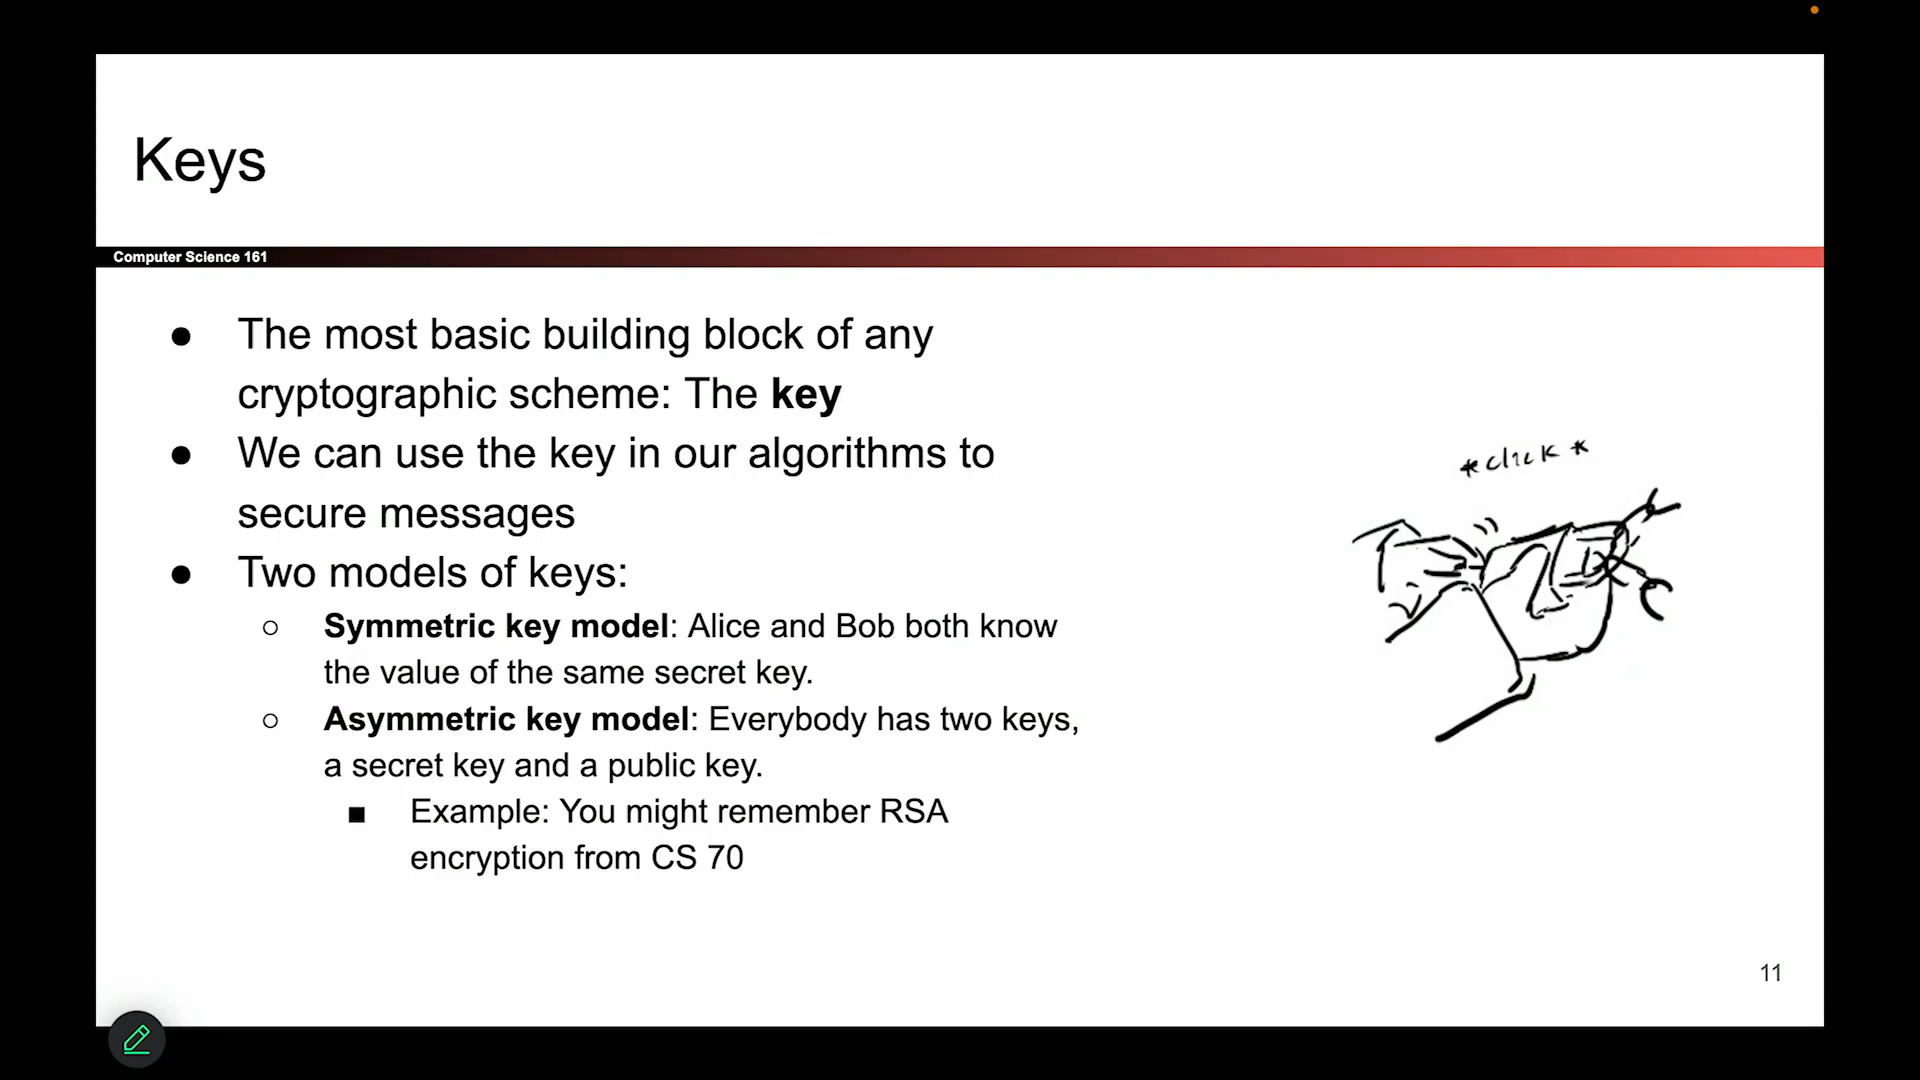 Keys
Computer Science 161
● The most basic building block of any
cryptographic scheme: The key
● We can use the key in our algorithms to
secure messages
● Two models of keys:
○ Symmetric key model: Alice and Bob both know
the value of the same secret key.
○ Asymmetric key model: Everybody has two keys,
a secret key and a public key.
■ Example: You might remember RSA
encryption from CS 70
*click*
11